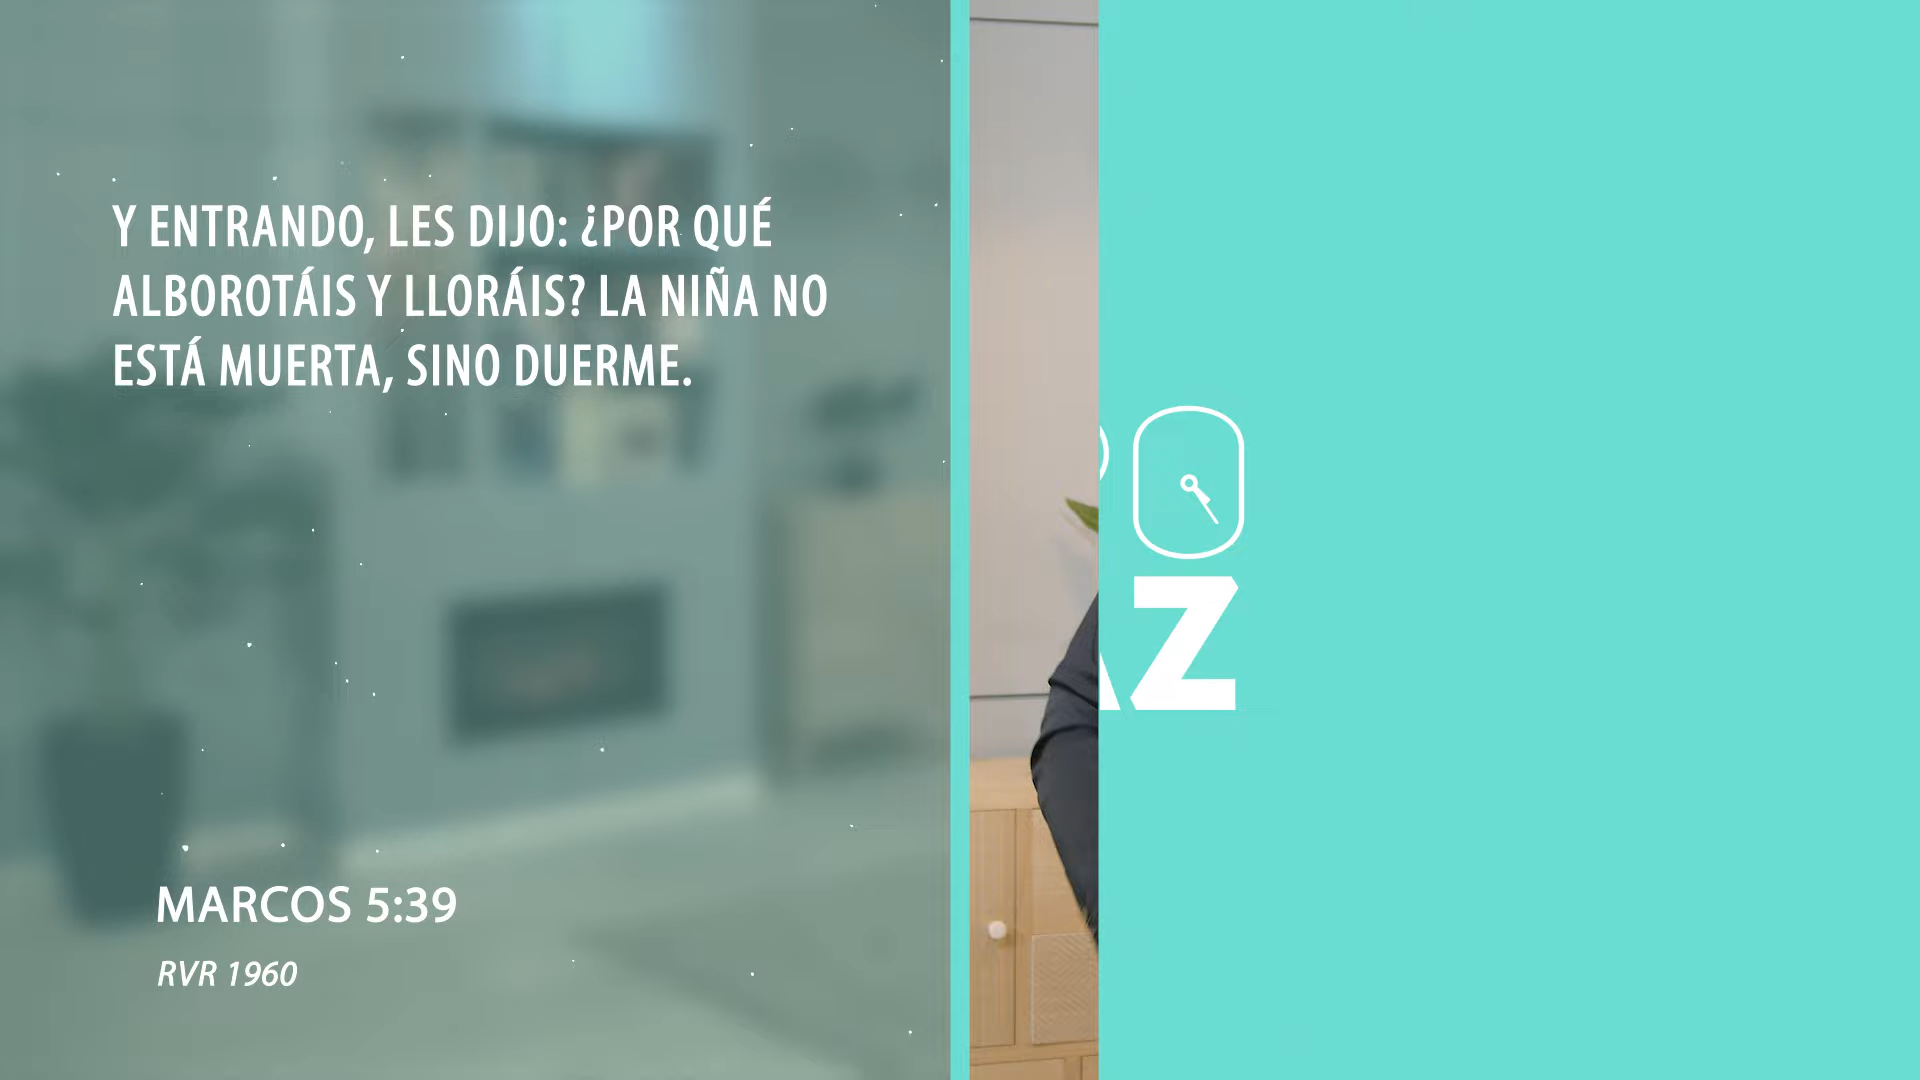 Y ENTRANDO, LES DIJO: ¿POR QUÉ
ALBOROTÁIS Y LLORÁIS? LA NIÑA NO
ESTÁ MUERTA, SINO DUERME.
MARCOS 5:39
RVR 1960